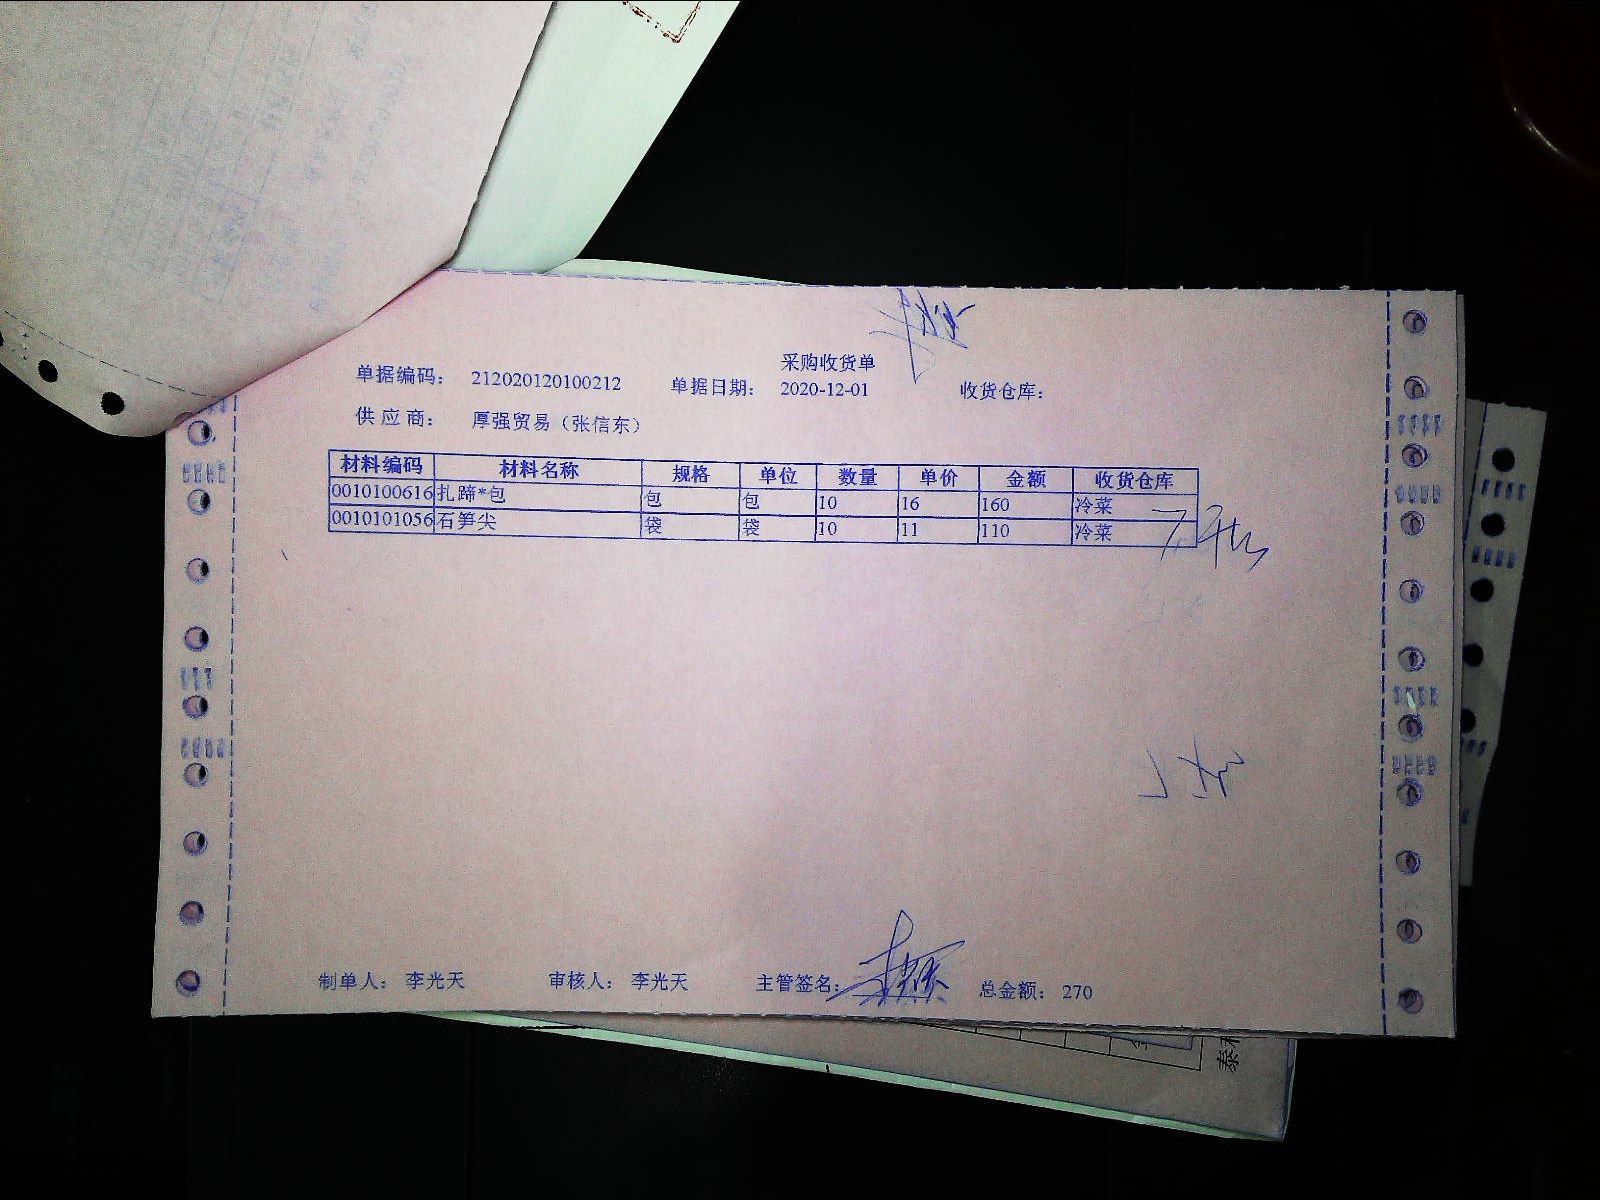 采购收货单
单据编码： 212020120100212 单据日期： 2020-12-01 收货仓库：
供 应 商： 厚强贸易（张信东）
材料编码 材料名称 规格 单位 数量 单价 金额 收货仓库
0010100616 扎蹄*包 包 包 10 16 160 冷菜
0010101056 石笋尖 袋 袋 10 11 110 冷菜
制单人： 李光天 审核人： 李光天 主管签名： 总金额： 270